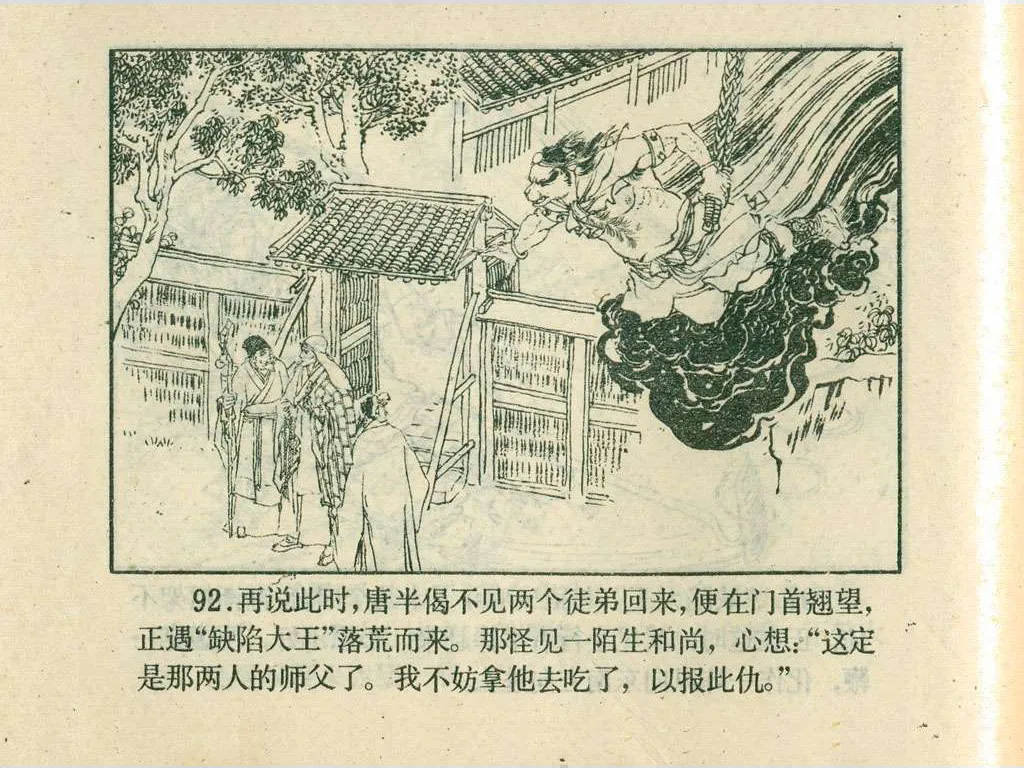 92.再说此时,唐半偈不见两个徒弟回来,便在门首翘望,
正遇“缺陷大王”落荒而来。那怪见一陌生和尚，心想:“这定
是那两人的师父了。我不妨拿他去吃了，以报此仇。”